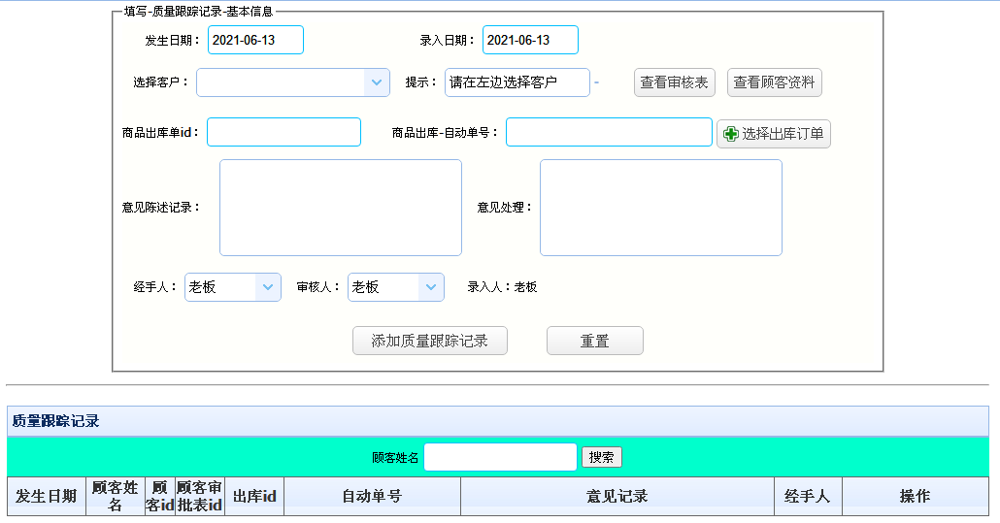 填写-质量跟踪记录-基本信息
发生日期： 2021-06-13 录入日期： 2021-06-13
选择客户： 提示： 请在左边选择客户 - 查看审核表 查看顾客资料
商品出库单id： 商品出库-自动单号： 选择出库订单
意见陈述记录： 意见处理：
经手人： 老板 审核人： 老板 录入人：老板
添加质量跟踪记录 重置
质量跟踪记录
顾客姓名 搜索
发生日期 顾客姓名 顾客id 顾客审批表id 出库id 自动单号 意见记录 经手人 操作